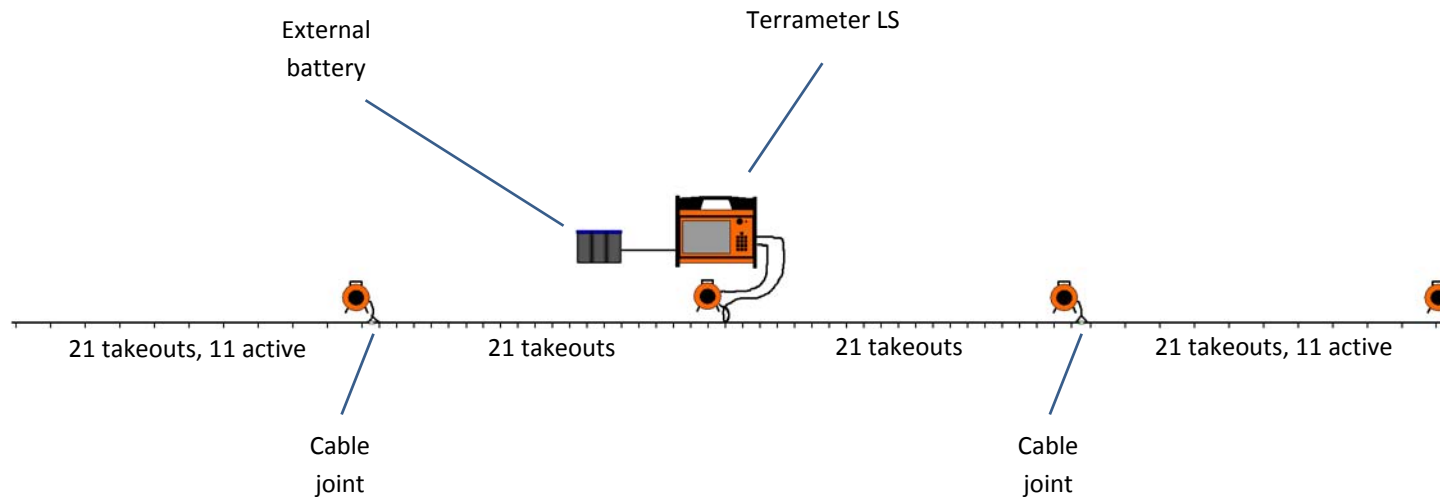 External
battery
Terrameter LS
21 takeouts, 11 active
21 takeouts
21 takeouts
21 takeouts, 11 active
Cable
joint
Cable
joint